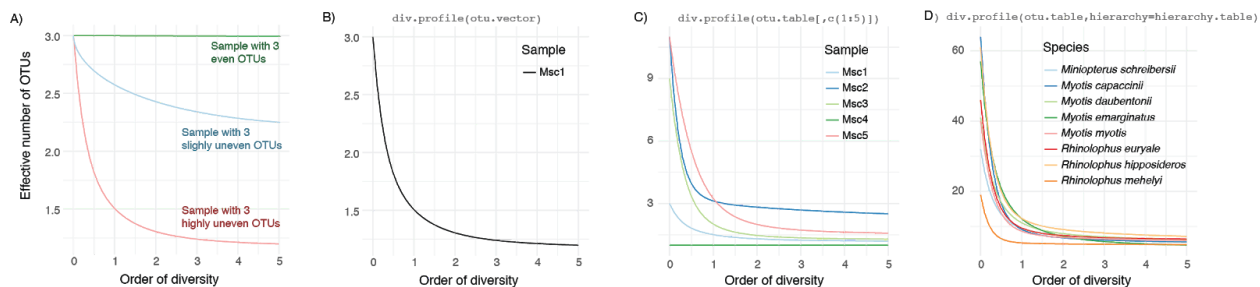 A)
Effective number of OTUs
3.0
2.5
2.0
1.5
Sample with 3
even OTUs
Sample with 3
slighly uneven OTUs
Sample with 3
highly uneven OTUs
0 1 2 3 4 5
Order of diversity
B)
div.profile(otu.vector)
3.0
2.5
2.0
1.5
Sample
Msc1
0 1 2 3 4 5
Order of diversity
C)
div.profile(otu.table[,c(1:5)])
9
6
3
Sample
Msc1
Msc2
Msc3
Msc4
Msc5
0 1 2 3 4 5
Order of diversity
D) div.profile(otu.table,hierarchy=hierarchy.table)
60
40
20
Species
Miniopterus schreibersii
Myotis capaccinii
Myotis daubentonii
Myotis emarginatus
Myotis myotis
Rhinolophus euryale
Rhinolophus hipposideros
Rhinolophus mehelyi
0 1 2 3 4 5
Order of diversity